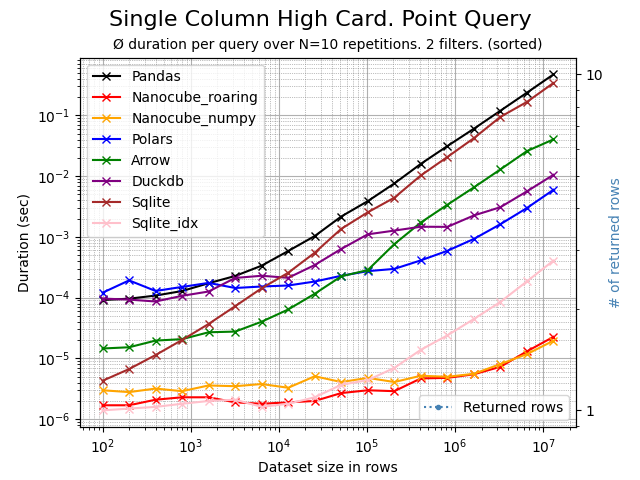 Single Column High Card. Point Query
Ø duration per query over N=10 repetitions. 2 filters. (sorted)
Pandas
Nanocube_roaring
Nanocube_numpy
Polars
Arrow
Duckdb
Sqlite
Sqlite_idx
Returned rows
Duration (sec)
10⁻¹
10⁻²
10⁻³
10⁻⁴
10⁻⁵
10⁻⁶
10² 10³ 10⁴ 10⁵ 10⁶ 10⁷
Dataset size in rows
10
1
# of returned rows